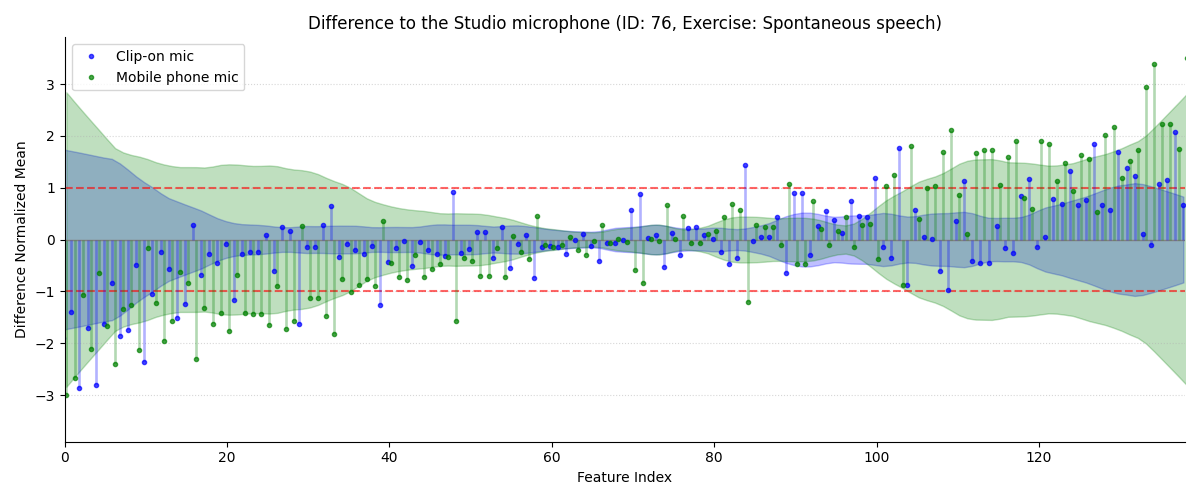 Difference to the Studio microphone (ID: 76, Exercise: Spontaneous speech)
Clip-on mic
Mobile phone mic
Difference Normalized Mean
3
2
1
0
−1
−2
−3
0 20 40 60 80 100 120
Feature Index